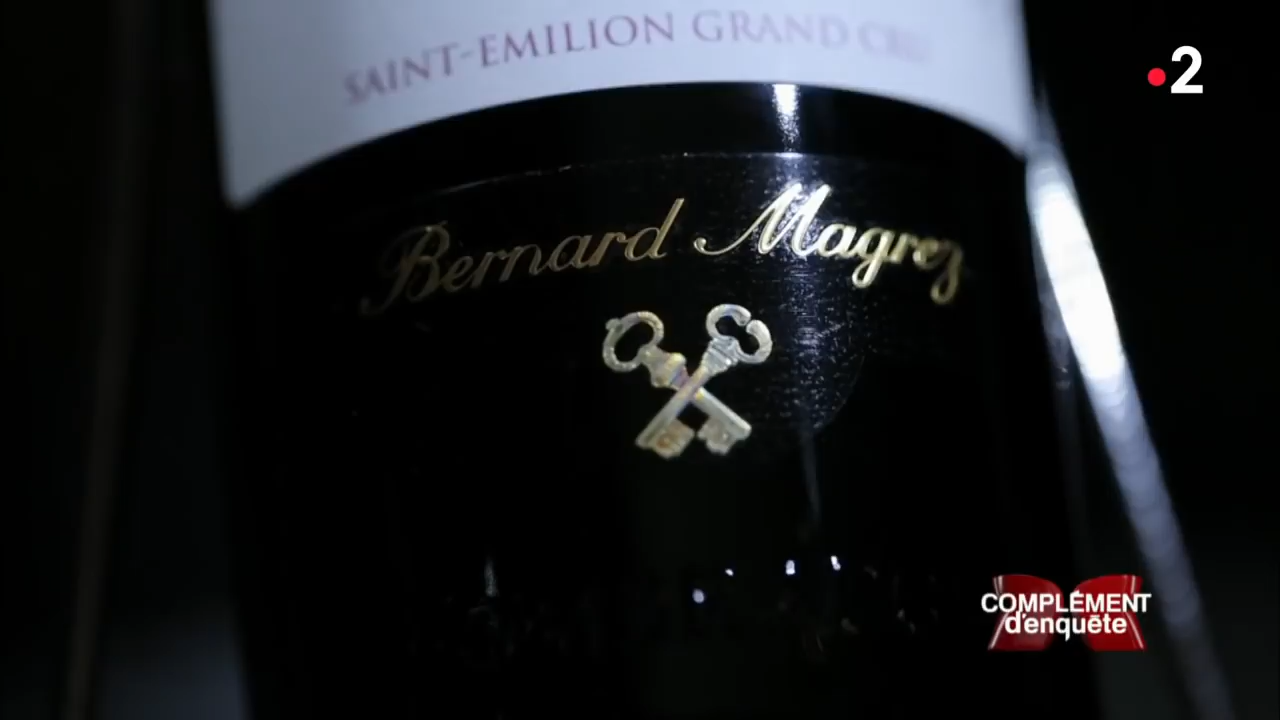 SAINT-EMILION GRAND CRU
2
Bernard Magrez
COMPLÉMENT
d'enquête